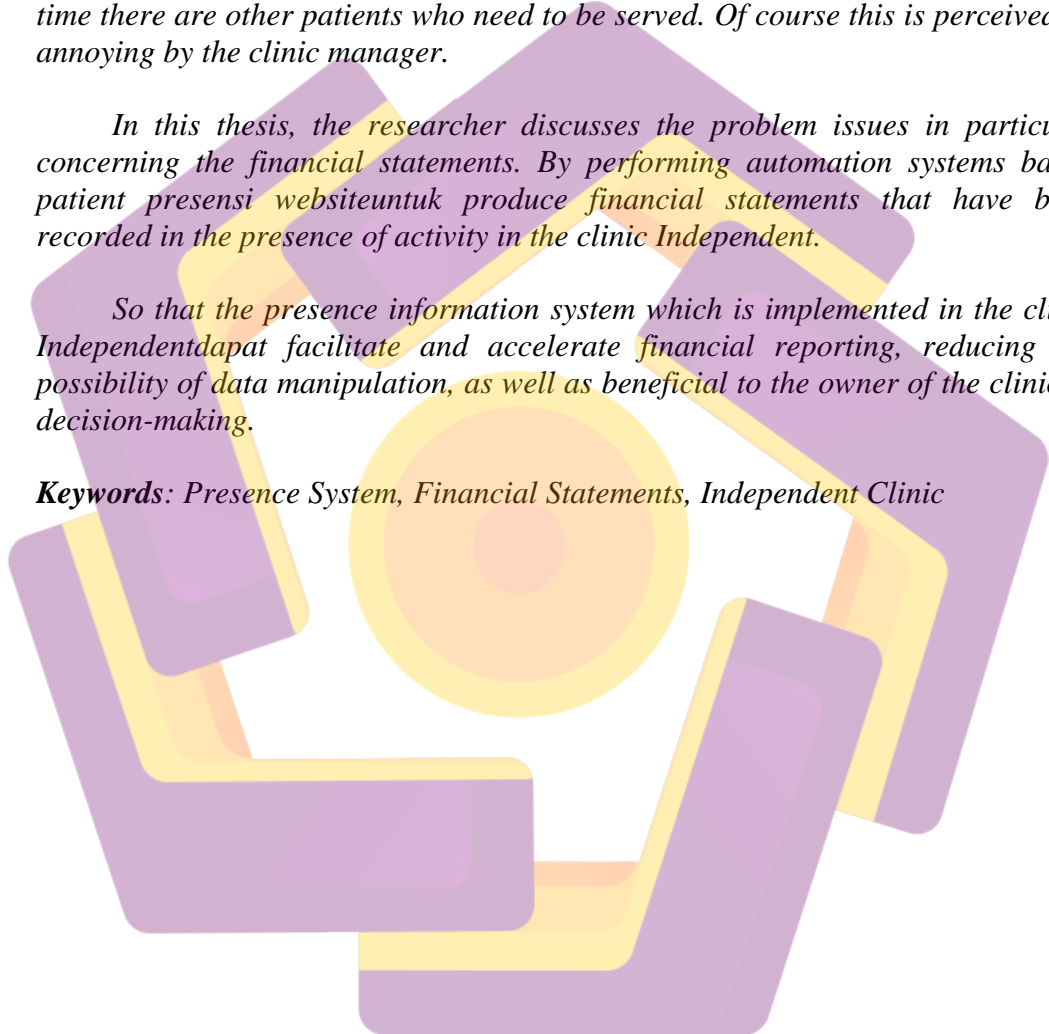 time there are other patients who need to be served. Of course this is perceived
annoying by the clinic manager.
In this thesis, the researcher discusses the problem issues in particu
concerning the financial statements. By performing automation systems ba
patient presensi websiteuntuk produce financial statements that have b
recorded in the presence of activity in the clinic Independent.
So that the presence information system which is implemented in the cl
Independentdapat facilitate and accelerate financial reporting, reducing
possibility of data manipulation, as well as beneficial to the owner of the clini
decision-making.
Keywords: Presence System, Financial Statements, Independent Clinic